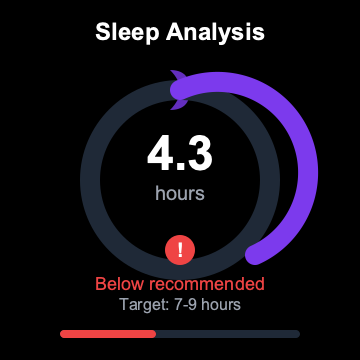 Sleep Analysis
4.3
hours
!
Below recommended
Target: 7-9 hours